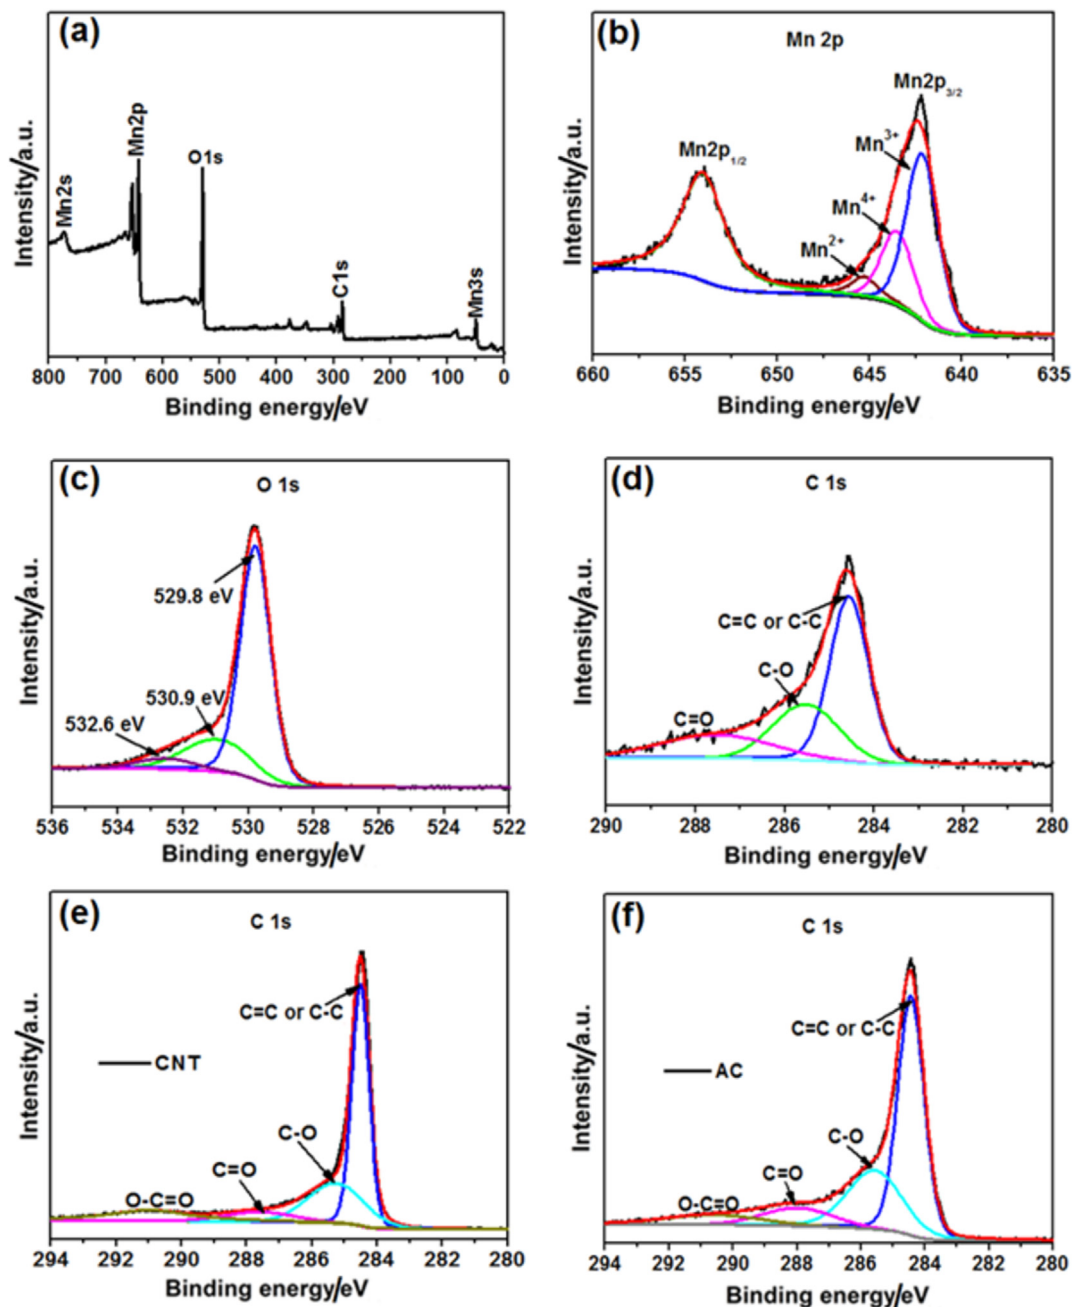 (a)
Intensity/a.u.
Mn2s
Mn2p
O1s
C1s
Mn3s
800 700 600 500 400 300 200 100 0
Binding energy/eV
(b)
Mn 2p
Intensity/a.u.
Mn2p1/2
Mn2p3/2
Mn3+
Mn4+
Mn2+
660 655 650 645 640 635
Binding energy/eV
(c)
O 1s
Intensity/a.u.
529.8 eV
530.9 eV
532.6 eV
536 534 532 530 528 526 524 522
Binding energy/eV
(d)
C 1s
Intensity/a.u.
C=C or C-C
C-O
C=O
290 288 286 284 282 280
Binding energy/eV
(e)
C 1s
Intensity/a.u.
C=C or C-C
CNT
C-O
C=O
O-C=O
294 292 290 288 286 284 282 280
Binding energy/eV
(f)
C 1s
Intensity/a.u.
C=C or C-C
AC
C-O
C=O
O-C=O
294 292 290 288 286 284 282 280
Binding energy/eV